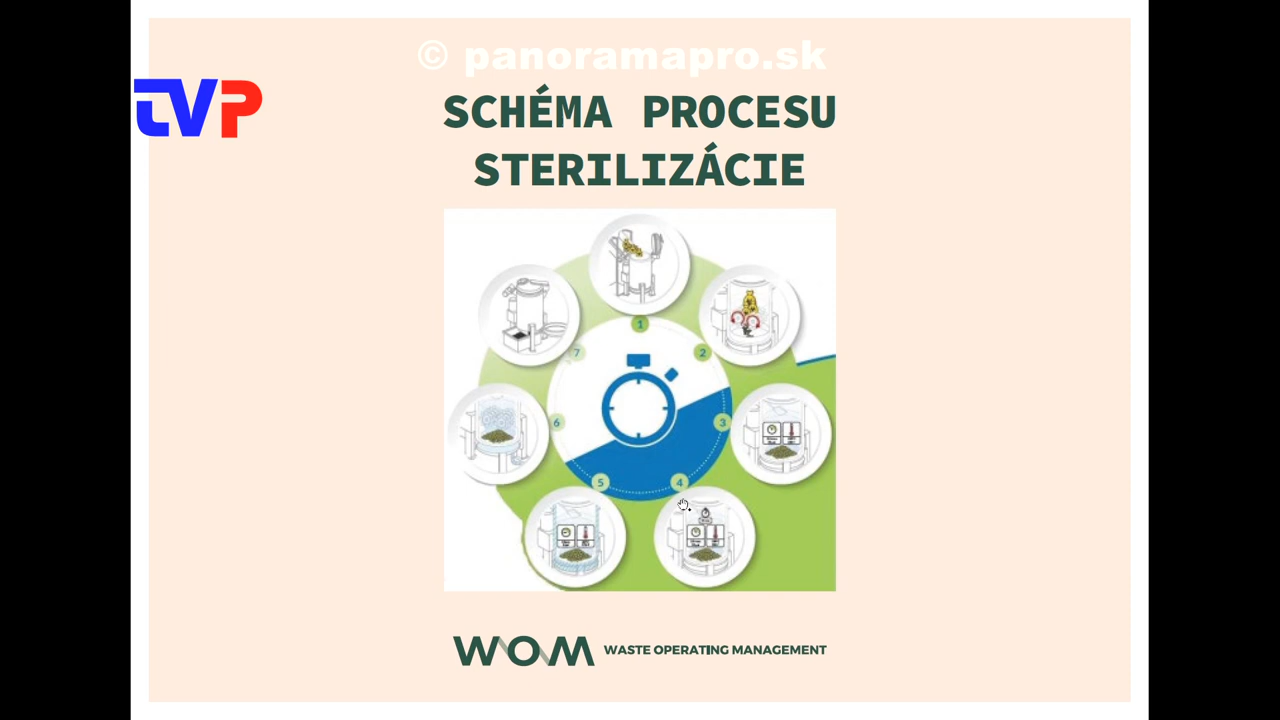 © panoramapro.sk
TVP
SCHÉMA PROCESU
STERILIZÁCIE
1
2
3
4
5
6
7
WOM WASTE OPERATING MANAGEMENT